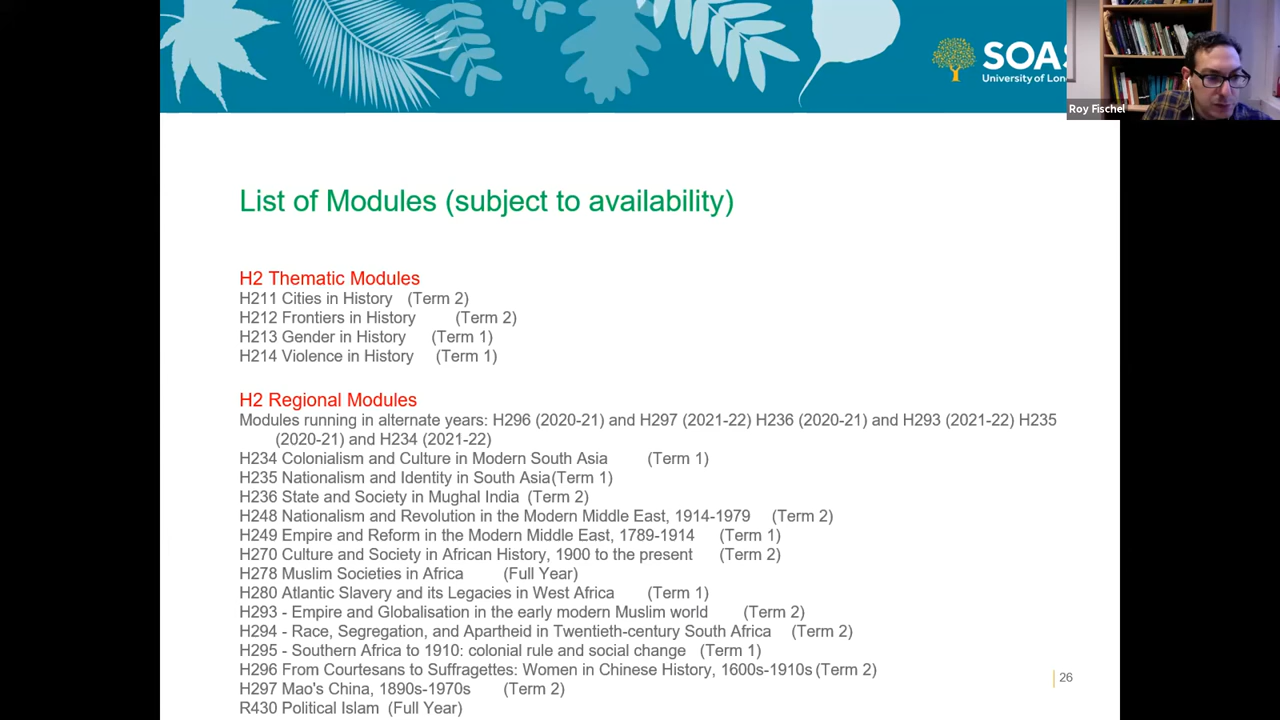 SOAS
University of Lon
Roy Fischel
List of Modules (subject to availability)
H2 Thematic Modules
H211 Cities in History (Term 2)
H212 Frontiers in History (Term 2)
H213 Gender in History (Term 1)
H214 Violence in History (Term 1)
H2 Regional Modules
Modules running in alternate years: H296 (2020-21) and H297 (2021-22) H236 (2020-21) and H293 (2021-22) H235
(2020-21) and H234 (2021-22)
H234 Colonialism and Culture in Modern South Asia (Term 1)
H235 Nationalism and Identity in South Asia(Term 1)
H236 State and Society in Mughal India (Term 2)
H248 Nationalism and Revolution in the Modern Middle East, 1914-1979 (Term 2)
H249 Empire and Reform in the Modern Middle East, 1789-1914 (Term 1)
H270 Culture and Society in African History, 1900 to the present (Term 2)
H278 Muslim Societies in Africa (Full Year)
H280 Atlantic Slavery and its Legacies in West Africa (Term 1)
H293 - Empire and Globalisation in the early modern Muslim world (Term 2)
H294 - Race, Segregation, and Apartheid in Twentieth-century South Africa (Term 2)
H295 - Southern Africa to 1910: colonial rule and social change (Term 1)
H296 From Courtesans to Suffragettes: Women in Chinese History, 1600s-1910s (Term 2)
H297 Mao's China, 1890s-1970s (Term 2)
R430 Political Islam (Full Year)
26